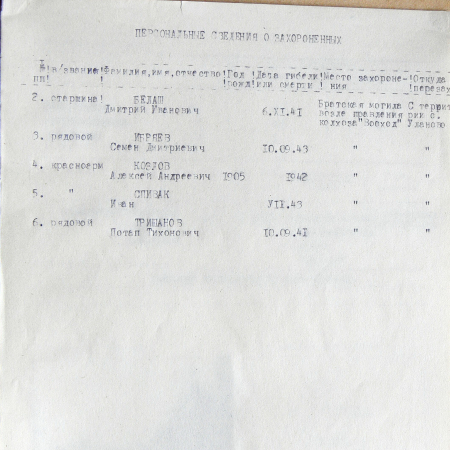 ПЕРСОНАЛЬНЫЕ СВЕДЕНИЯ О ЗАХОРОНЕННЫХ
№!в/звание!Фамилия,имя,отчество!Год !Дата гибели!Место захороне-!Откуда
пп! ! !рожд!или смерти ! ния !перезах
2. старшина БЕЛАШ Братская могила С террит
Дмитрий Иванович 6.XI.41 возле правления рии с.
колхоза "Восход" Уланово
3. рядовой ИВРЯЕВ
Семен Дмитриевич 10.09.43 " "
4. красноарм КОЗЛОВ
Алексей Андреевич 1905 1942 " "
5. " СПИВАК
Иван УII.43 " "
6. рядовой ТРИПАНОВ
Потап Тихонович 10.09.41 " "